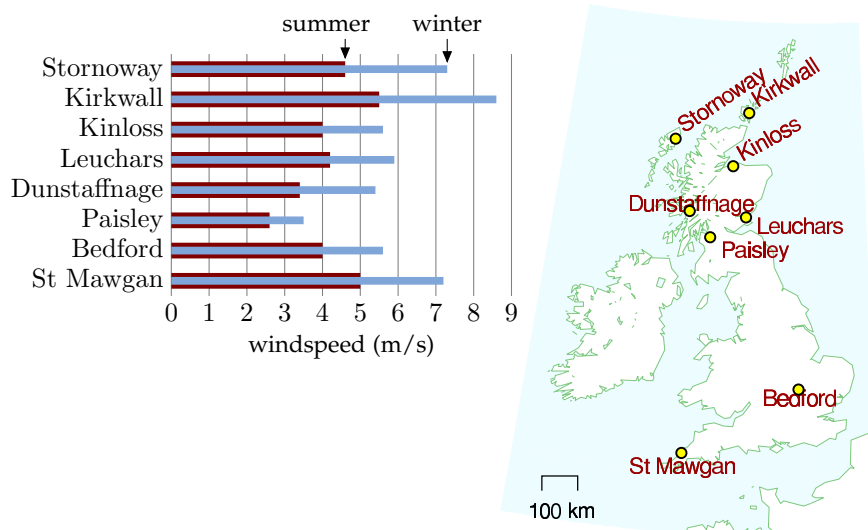 summer winter
Stornoway
Kirkwall
Kinloss
Leuchars
Dunstaffnage
Paisley
Bedford
St Mawgan
0 1 2 3 4 5 6 7 8 9
windspeed (m/s)
Stornoway
Kirkwall
Kinloss
Dunstaffnage
Leuchars
Paisley
Bedford
St Mawgan
100 km